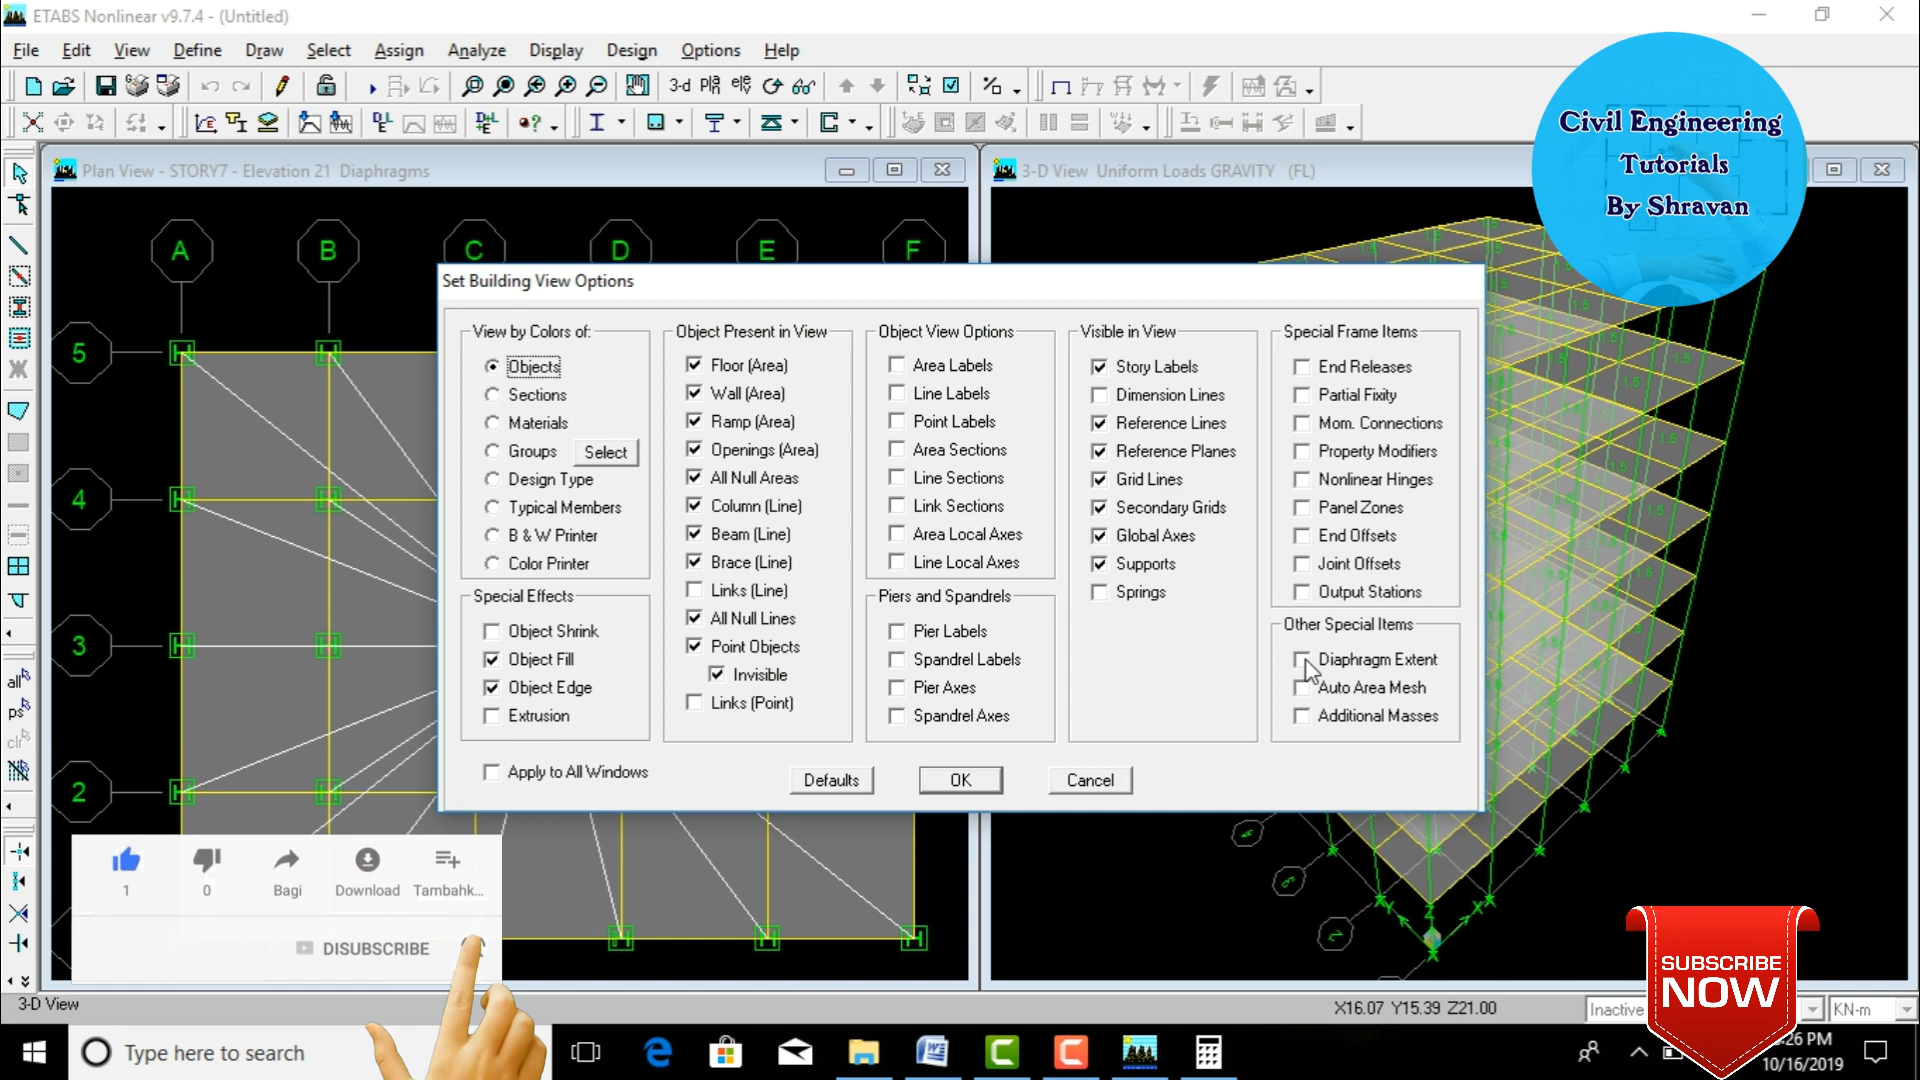 ETABS Nonlinear v9.7.4 - (Untitled)
File Edit View Define Draw Select Assign Analyze Display Design Options Help
3-d
Civil Engineering
Tutorials
By Shravan
Plan View - STORY7 - Elevation 21 Diaphragms
3-D View Uniform Loads GRAVITY (FL)
A B C D E F
5
4
3
2
Set Building View Options
View by Colors of:
Objects
Sections
Materials
Groups
Select
Design Type
Typical Members
B & W Printer
Color Printer
Special Effects
Object Shrink
Object Fill
Object Edge
Extrusion
Apply to All Windows
Object Present in View
Floor (Area)
Wall (Area)
Ramp (Area)
Openings (Area)
All Null Areas
Column (Line)
Beam (Line)
Brace (Line)
Links (Line)
All Null Lines
Point Objects
Invisible
Links (Point)
Object View Options
Area Labels
Line Labels
Point Labels
Area Sections
Line Sections
Link Sections
Area Local Axes
Line Local Axes
Piers and Spandrels
Pier Labels
Spandrel Labels
Pier Axes
Spandrel Axes
Visible in View
Story Labels
Dimension Lines
Reference Lines
Reference Planes
Grid Lines
Secondary Grids
Global Axes
Supports
Springs
Special Frame Items
End Releases
Partial Fixity
Mom. Connections
Property Modifiers
Nonlinear Hinges
Panel Zones
End Offsets
Joint Offsets
Output Stations
Other Special Items
Diaphragm Extent
Auto Area Mesh
Additional Masses
Defaults OK Cancel
all
ps
clr
1 0 Bagi Download Tambahk...
DISUBSCRIBE
Y Z X
3-D View
X16.07 Y15.39 Z21.00
Inactive
KN-m
SUBSCRIBE
NOW
Type here to search
:26 PM
10/16/2019